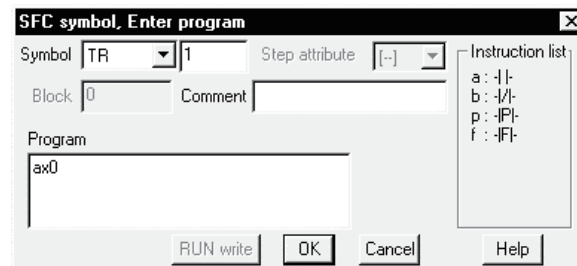 SFC symbol, Enter program
Symbol TR 1 Step attribute [--]
Block 0 Comment
Program
ax0
Instruction list
a : -| |-
b : -|/|-
p : -|P|-
f : -|F|-
RUN write OK Cancel Help